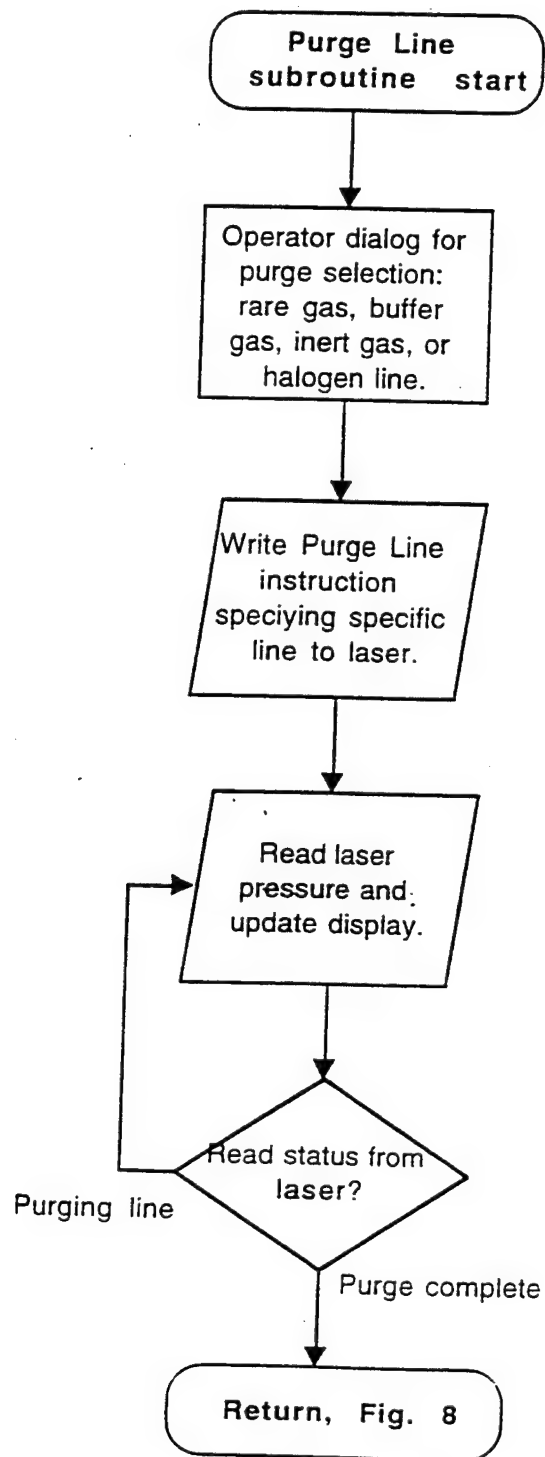 Purge Line
subroutine start
Operator dialog for
purge selection:
rare gas, buffer
gas, inert gas, or
halogen line.
Write Purge Line
instruction
speciying specific
line to laser.
Read laser
pressure and
update display.
Read status from
laser?
Purging line
Purge complete
Return, Fig. 8